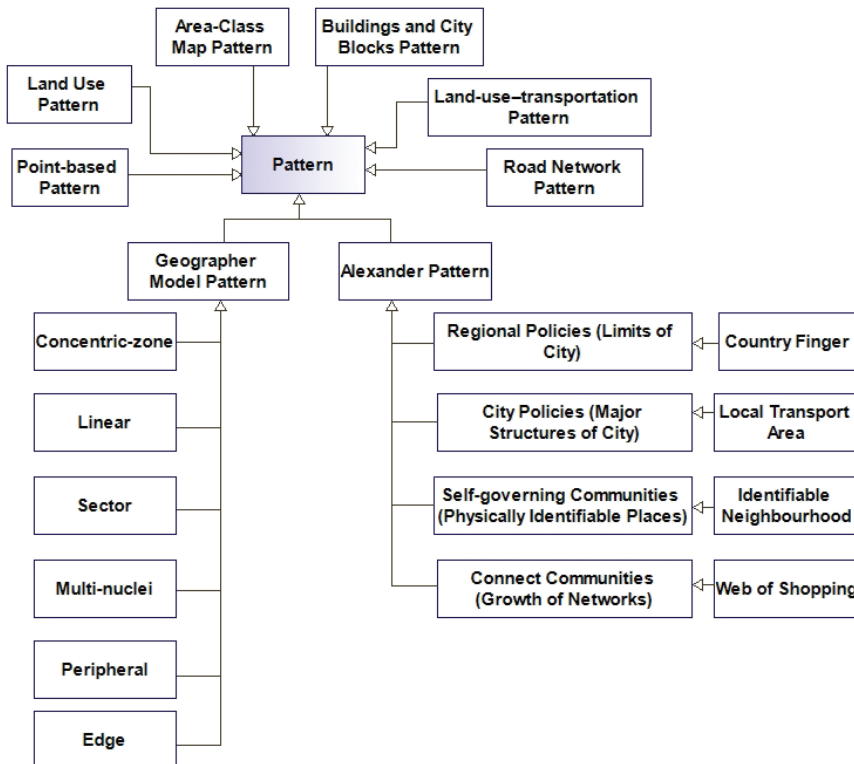 Area-Class
Map Pattern
Buildings and City
Blocks Pattern
Land Use
Pattern
Land-use–transportation
Pattern
Pattern
Point-based
Pattern
Road Network
Pattern
Geographer
Model Pattern
Alexander Pattern
Concentric-zone
Regional Policies (Limits of
City)
Country Finger
Linear
City Policies (Major
Structures of City)
Local Transport
Area
Sector
Self-governing Communities
(Physically Identifiable Places)
Identifiable
Neighbourhood
Multi-nuclei
Connect Communities
(Growth of Networks)
Web of Shopping
Peripheral
Edge